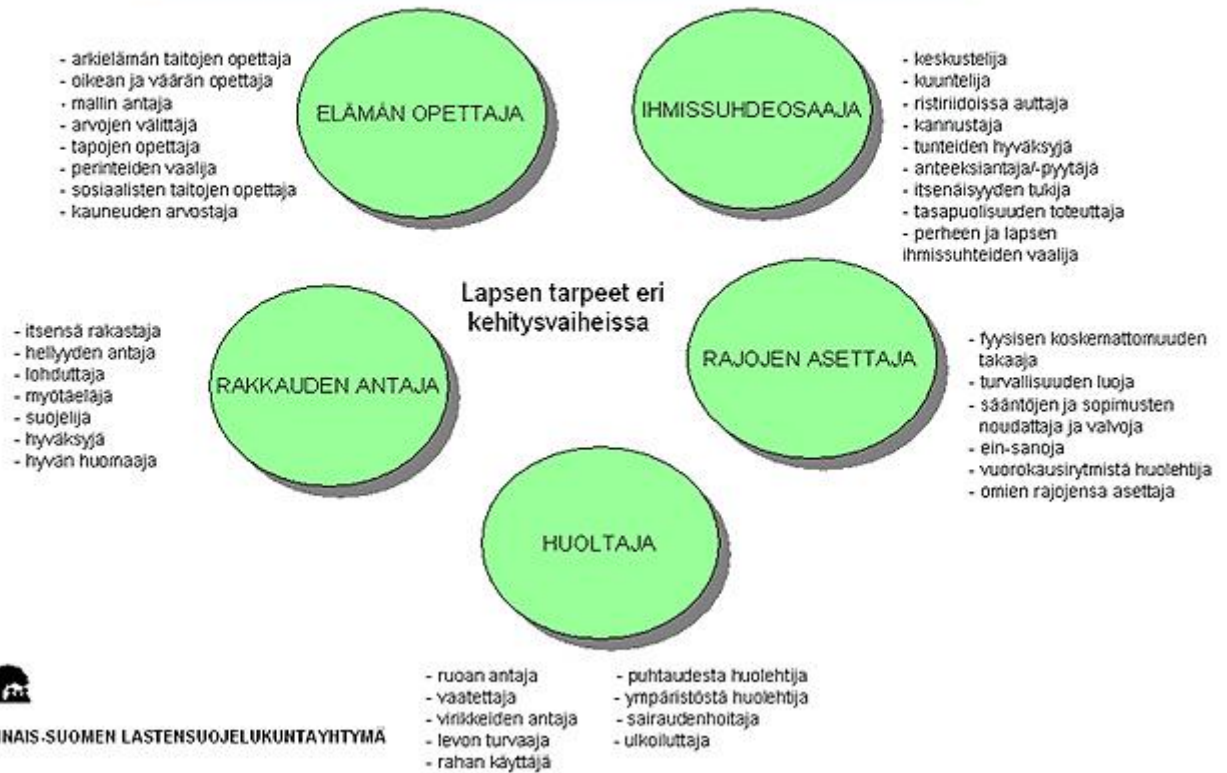 - arkielämän taitojen opettaja
- oikean ja väärän opettaja
- mallin antaja
- arvojen välittäjä
- tapojen opettaja
- perinteiden vaalija
- sosiaalisten taitojen opettaja
- kauneuden arvostaja
ELÄMÄN OPETTAJA
IHMISSUHDEOSAAJA
- keskustelija
- kuuntelija
- ristiriidoissa auttaja
- kannustaja
- tunteiden hyväksyjä
- anteeksiantaja/-pyytäjä
- itsenäisyyden tukija
- tasapuolisuuden toteuttaja
- perheen ja lapsen
ihmissuhteiden vaalija
Lapsen tarpeet eri
kehitysvaiheissa
- itsensä rakastaja
- hellyyden antaja
- lohduttaja
- myötäeläjä
- suojelija
- hyväksyjä
- hyvän huomaaja
RAKKAUDEN ANTAJA
RAJOJEN ASETTAJA
- fyysisen koskemattomuuden
takaaja
- turvallisuuden luoja
- sääntöjen ja sopimusten
noudattaja ja valvoja
- ein-sanoja
- vuorokausirytmistä huolehtija
- omien rajojensa asettaja
HUOLTAJA
- ruoan antaja
- vaatettaja
- virikkeiden antaja
- levon turvaaja
- rahan käyttäjä
- puhtaudesta huolehtija
- ympäristöstä huolehtija
- sairaudenhoitaja
- ulkoiluttaja
INAIS-SUOMEN LASTENSUOJELUKUNTAYHTYMÄ